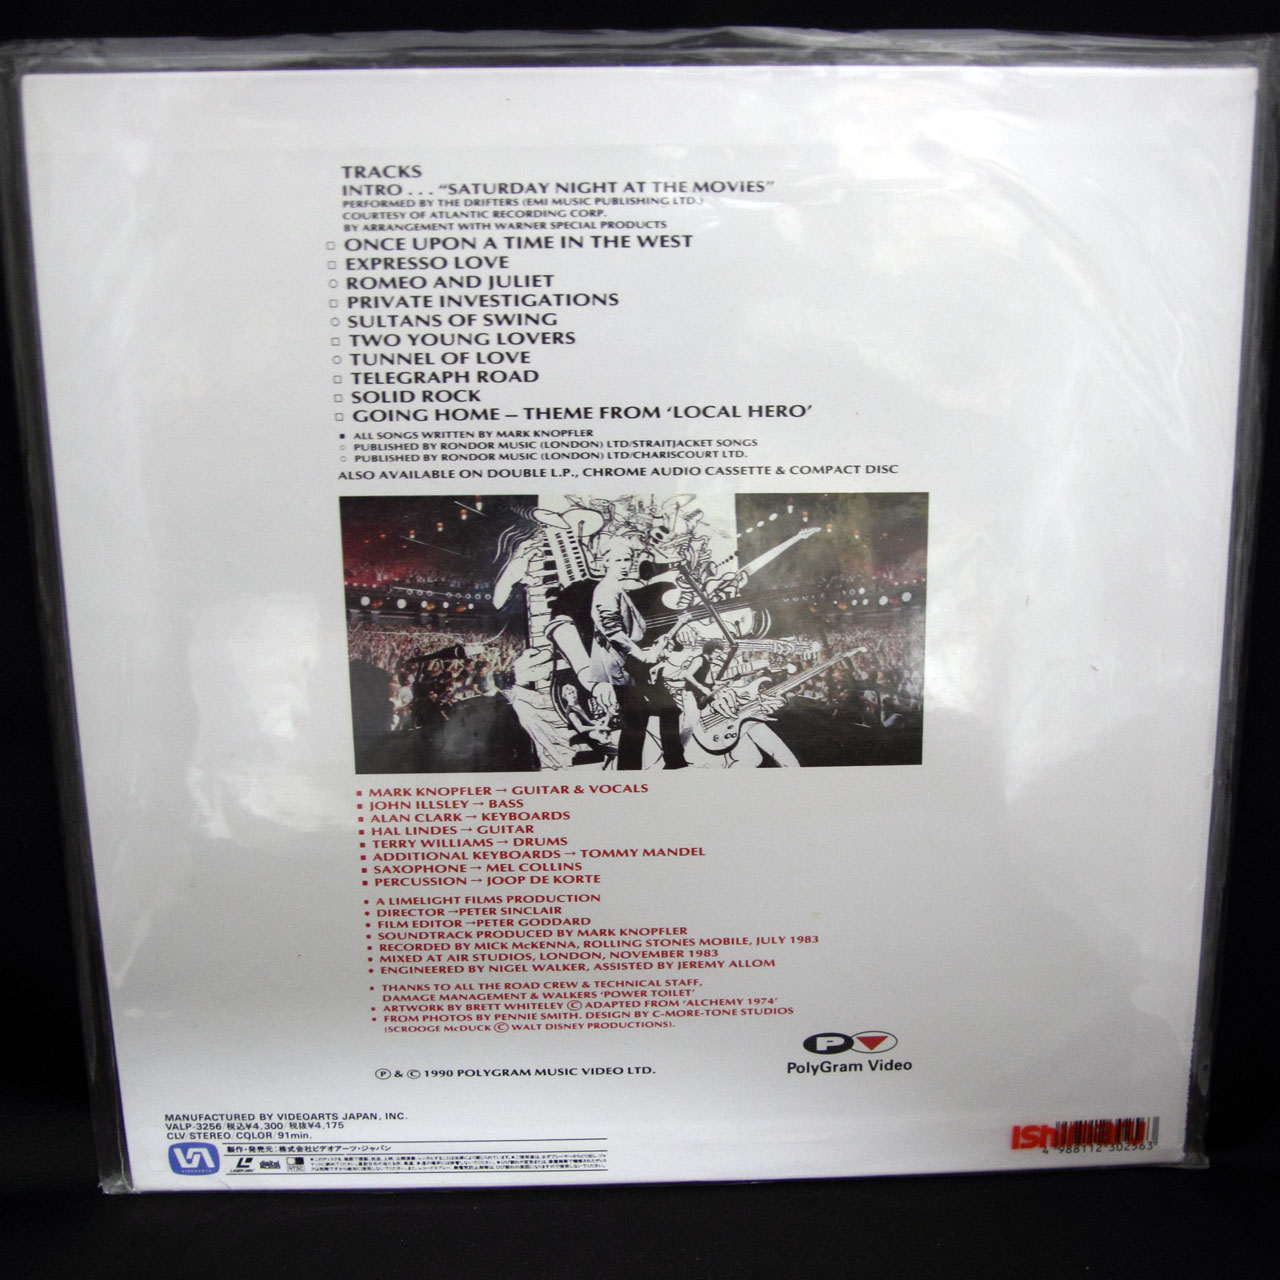 TRACKS
INTRO . . . "SATURDAY NIGHT AT THE MOVIES"
PERFORMED BY THE DRIFTERS (EMI MUSIC PUBLISHING LTD.)
COURTESY OF ATLANTIC RECORDING CORP.
BY ARRANGEMENT WITH WARNER SPECIAL PRODUCTS
□ ONCE UPON A TIME IN THE WEST
□ EXPRESSO LOVE
○ ROMEO AND JULIET
□ PRIVATE INVESTIGATIONS
○ SULTANS OF SWING
□ TWO YOUNG LOVERS
○ TUNNEL OF LOVE
□ TELEGRAPH ROAD
□ SOLID ROCK
□ GOING HOME – THEME FROM 'LOCAL HERO'
■ ALL SONGS WRITTEN BY MARK KNOPFLER
○ PUBLISHED BY RONDOR MUSIC (LONDON) LTD/STRAITJACKET SONGS
□ PUBLISHED BY RONDOR MUSIC (LONDON) LTD/CHARISCOURT LTD.
ALSO AVAILABLE ON DOUBLE L.P., CHROME AUDIO CASSETTE & COMPACT DISC
■ MARK KNOPFLER → GUITAR & VOCALS
■ JOHN ILLSLEY → BASS
■ ALAN CLARK → KEYBOARDS
■ HAL LINDES → GUITAR
■ TERRY WILLIAMS → DRUMS
■ ADDITIONAL KEYBOARDS → TOMMY MANDEL
■ SAXOPHONE → MEL COLLINS
■ PERCUSSION → JOOP DE KORTE
• A LIMELIGHT FILMS PRODUCTION
• DIRECTOR →PETER SINCLAIR
• FILM EDITOR →PETER GODDARD
• SOUNDTRACK PRODUCED BY MARK KNOPFLER
• RECORDED BY MICK McKENNA, ROLLING STONES MOBILE, JULY 1983
• MIXED AT AIR STUDIOS, LONDON, NOVEMBER 1983
• ENGINEERED BY NIGEL WALKER, ASSISTED BY JEREMY ALLOM
• THANKS TO ALL THE ROAD CREW & TECHNICAL STAFF,
DAMAGE MANAGEMENT & WALKERS 'POWER TOILET'
• ARTWORK BY BRETT WHITELEY © ADAPTED FROM 'ALCHEMY 1974'
• FROM PHOTOS BY PENNIE SMITH. DESIGN BY C-MORE-TONE STUDIOS
(SCROOGE McDUCK © WALT DISNEY PRODUCTIONS).
PolyGram Video
℗ & © 1990 POLYGRAM MUSIC VIDEO LTD.
MANUFACTURED BY VIDEOARTS JAPAN, INC.
VALP-3256/税込¥4,300/税抜¥4,175
CLV/STEREO/COLOR/91min.
製作・発売元：株式会社ビデオアーツ・ジャパン
VIDEOARTS
NTSC
Ishimaru
4 988112 302563